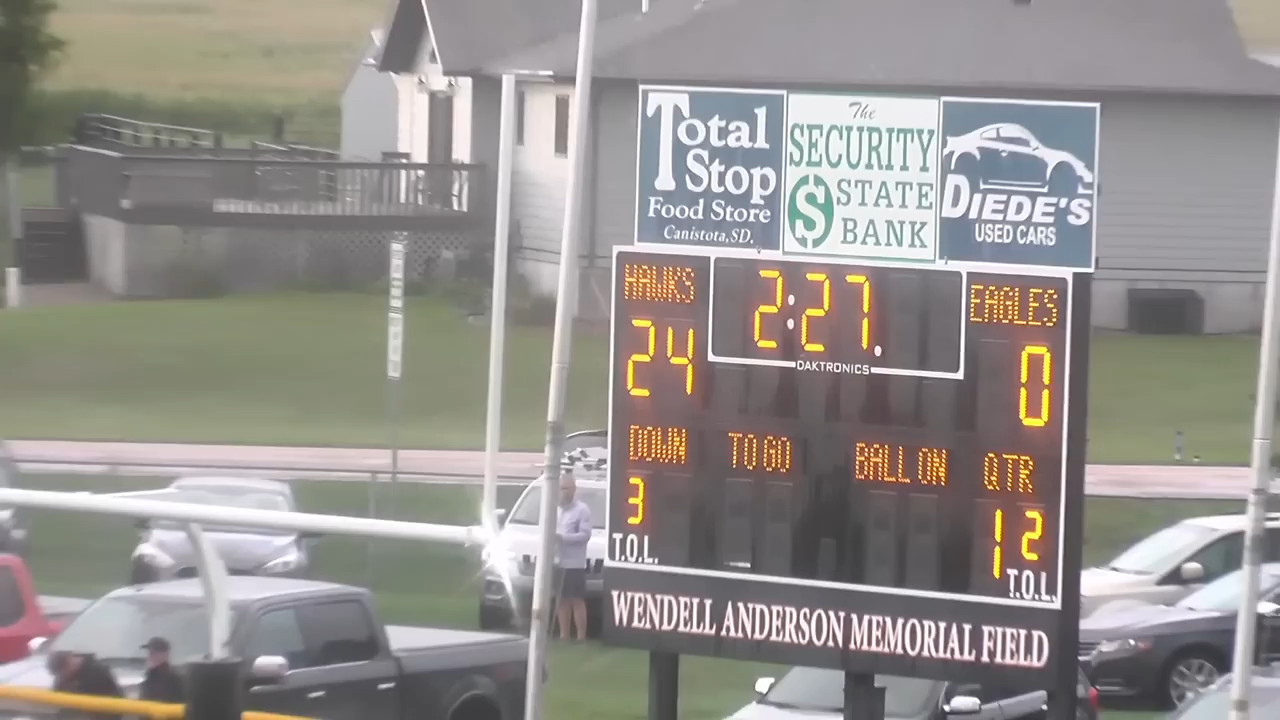 Total
Stop
Food Store
Canistota, SD.
The
SECURITY
$ STATE
BANK
DIEDE'S
USED CARS
HAWKS 2:27. EAGLES
24 0
DAKTRONICS
DOWN TO GO BALL ON QTR
3 1 2
T.O.L. T.O.L.
WENDELL ANDERSON MEMORIAL FIELD